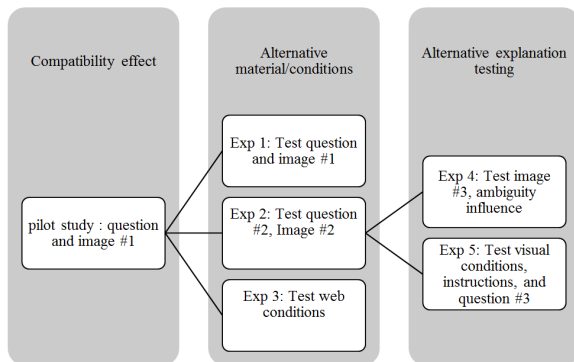 Compatibility effect
Alternative
material/conditions
Alternative explanation
testing
pilot study : question
and image #1
Exp 1: Test question
and image #1
Exp 2: Test question
#2, Image #2
Exp 3: Test web
conditions
Exp 4: Test image
#3, ambiguity
influence
Exp 5: Test visual
conditions,
instructions, and
question #3